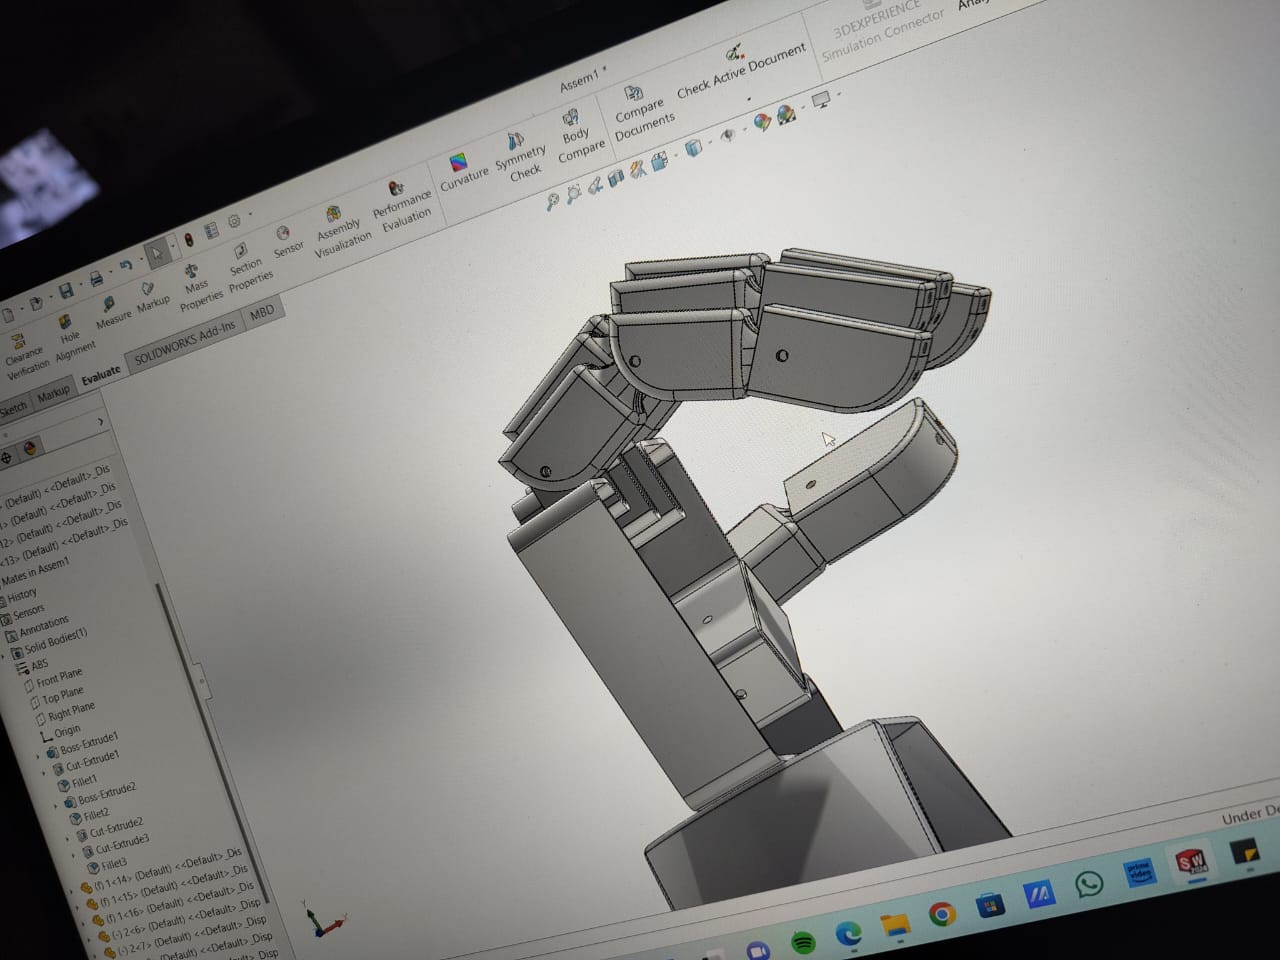 Assem1 *
3DEXPERIENCE
Simulation Connector
Check Active Document
Compare
Documents
Body
Compare
Symmetry
Check
Curvature
Performance
Evaluation
Assembly
Visualization
Sensor
Section
Properties
Mass
Properties
Markup
Measure
Hole
Alignment
Clearance
Verification
Sketch
Markup
Evaluate
SOLIDWORKS Add-Ins
MBD
(Default) <<Default>_Dis
(Default) <<Default>_Dis
12> (Default) <<Default>_Dis
<13> (Default) <<Default>_Dis
Mates in Assem1
History
Sensors
Annotations
Solid Bodies(1)
ABS
Front Plane
Top Plane
Right Plane
Origin
Boss-Extrude1
Cut-Extrude1
Fillet1
Boss-Extrude2
Fillet2
Cut-Extrude2
Cut-Extrude3
Fillet3
(f) 1<14> (Default) <<Default>_Dis
(f) 1<15> (Default) <<Default>_Dis
(f) 1<16> (Default) <<Default>_Dis
(-) 2<6> (Default) <<Default>_Disp
(-) 2<7> (Default) <<Default>_Disp
(Default) <<Default>_Disp
Under De
prime
video
SW